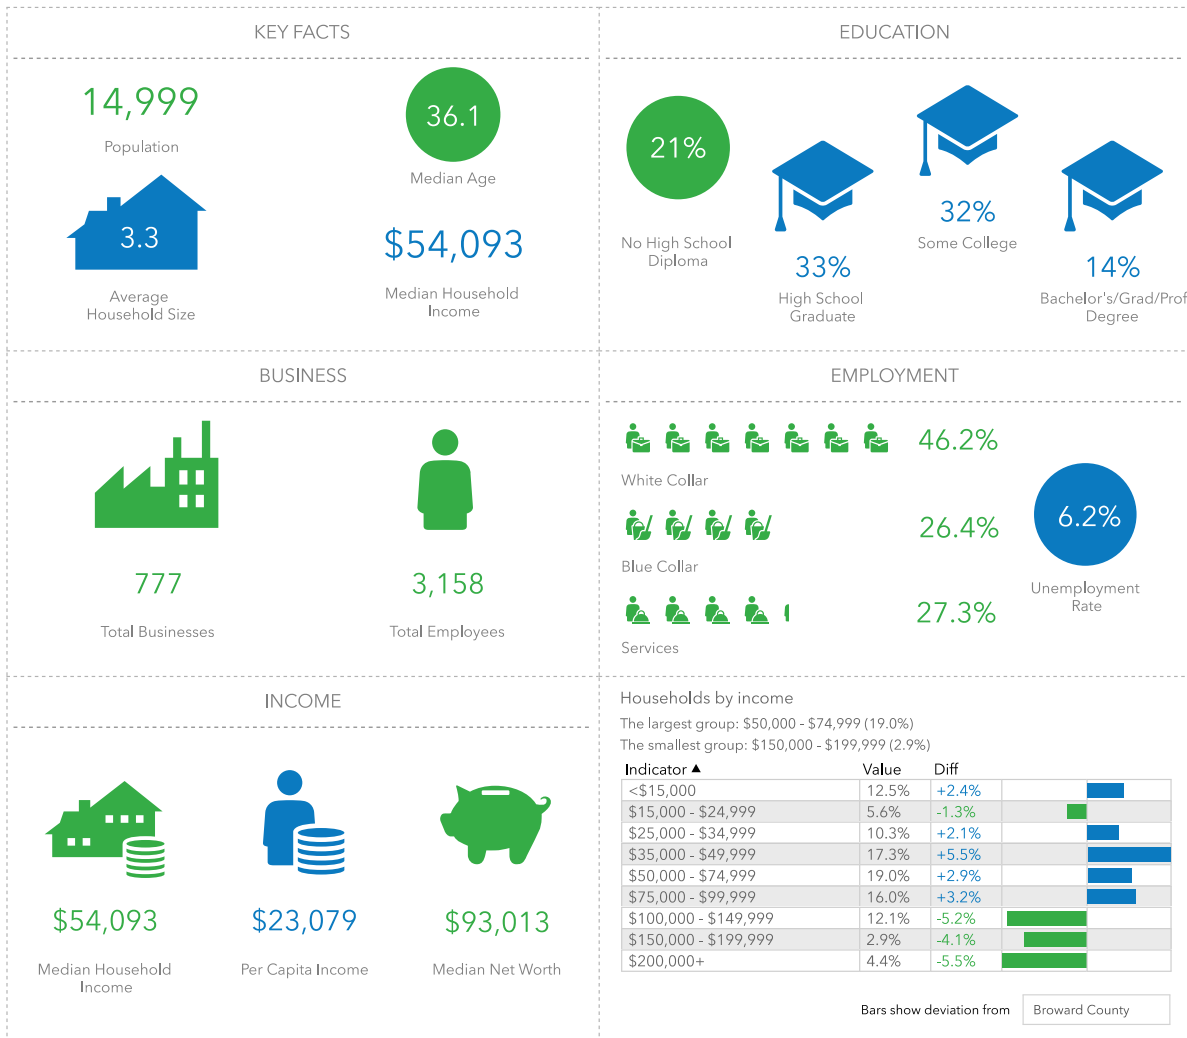 KEY FACTS
14,999
Population
36.1
Median Age
3.3
Average
Household Size
$54,093
Median Household
Income
EDUCATION
21%
No High School
Diploma
33%
High School
Graduate
32%
Some College
14%
Bachelor's/Grad/Prof
Degree
BUSINESS
777
Total Businesses
3,158
Total Employees
EMPLOYMENT
46.2%
White Collar
26.4%
Blue Collar
27.3%
Services
6.2%
Unemployment
Rate
INCOME
$54,093
Median Household
Income
$23,079
Per Capita Income
$93,013
Median Net Worth
Households by income
The largest group: $50,000 - $74,999 (19.0%)
The smallest group: $150,000 - $199,999 (2.9%)
Indicator ▲ Value Diff
<$15,000 12.5% +2.4%
$15,000 - $24,999 5.6% -1.3%
$25,000 - $34,999 10.3% +2.1%
$35,000 - $49,999 17.3% +5.5%
$50,000 - $74,999 19.0% +2.9%
$75,000 - $99,999 16.0% +3.2%
$100,000 - $149,999 12.1% -5.2%
$150,000 - $199,999 2.9% -4.1%
$200,000+ 4.4% -5.5%
Bars show deviation from Broward County